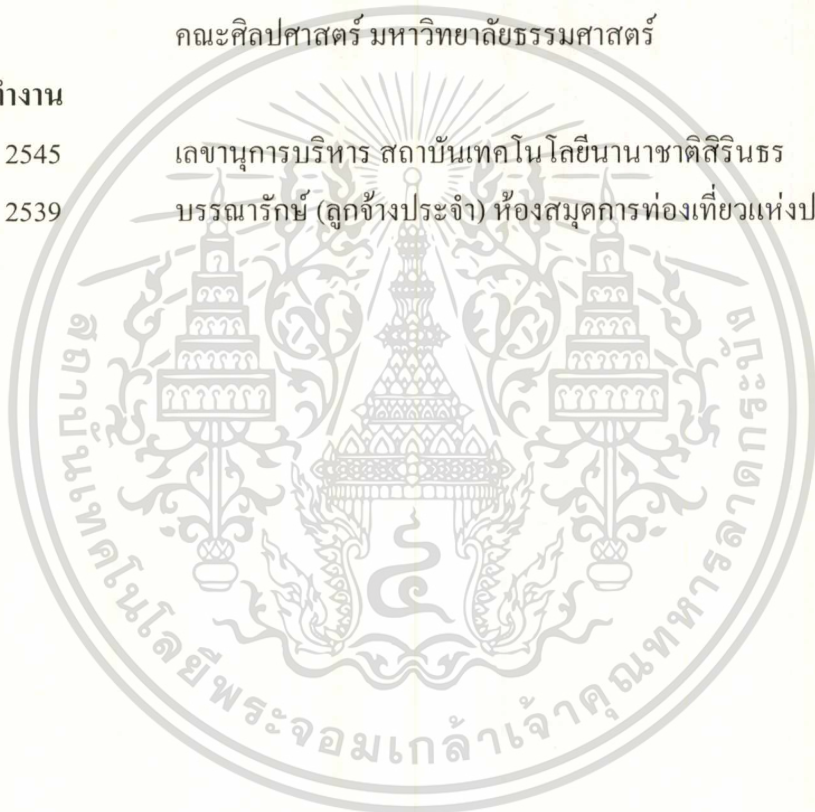 คณะศิลปศาสตร์ มหาวิทยาลัยธรรมศาสตร์
ทำงาน
2545 เลขานุการบริหาร สถาบันเทคโนโลยีนานาชาติสิรินธร
2539 บรรณารักษ์ (ลูกจ้างประจำ) ห้องสมุดการท่องเที่ยวแห่งป
สถาบันเทคโนโลยีพระจอมเกล้าเจ้าคุณทหารลาดกระบัง